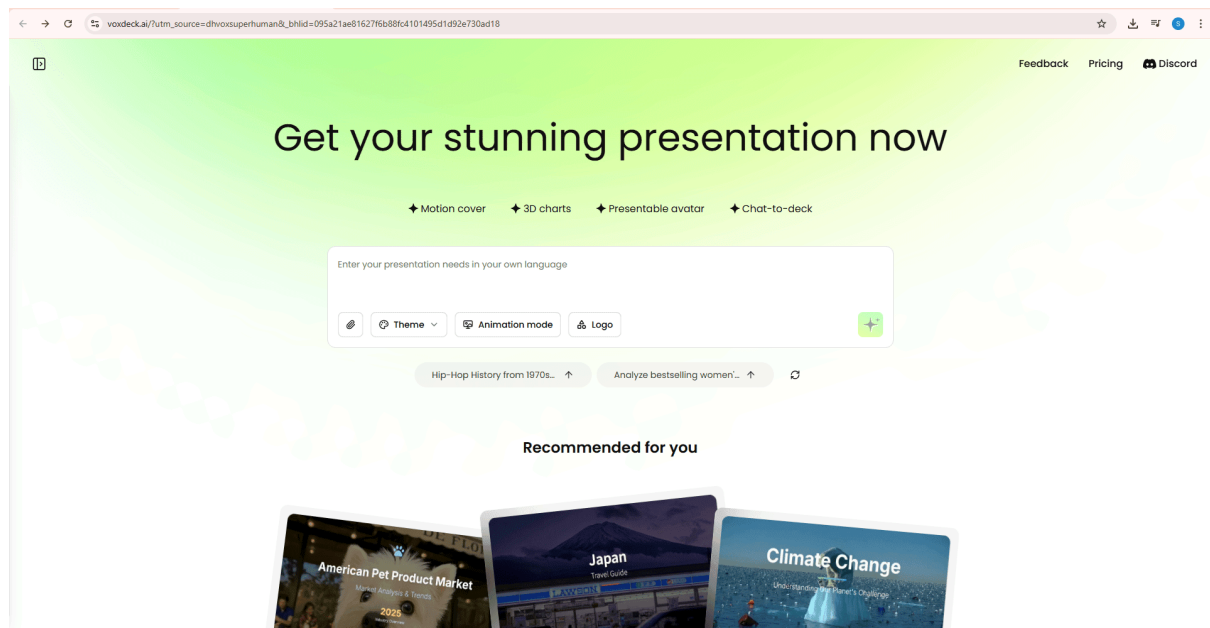 voxdeck.ai/?utm_source=dhvoxsuperhuman&_bhlid=095a21ae81627f6b88fc4101495d1d92e730ad18
S
Feedback Pricing Discord
Get your stunning presentation now
Motion cover 3D charts Presentable avatar Chat-to-deck
Enter your presentation needs in your own language
Theme Animation mode Logo
Hip-Hop History from 1970s... Analyze bestselling women'...
Recommended for you
DE FLO
American Pet Product Market
Market Analysis & Trends
2025
Japan
Travel Guide
LAWSON
Climate Change
Understanding Our Planet's Challenge